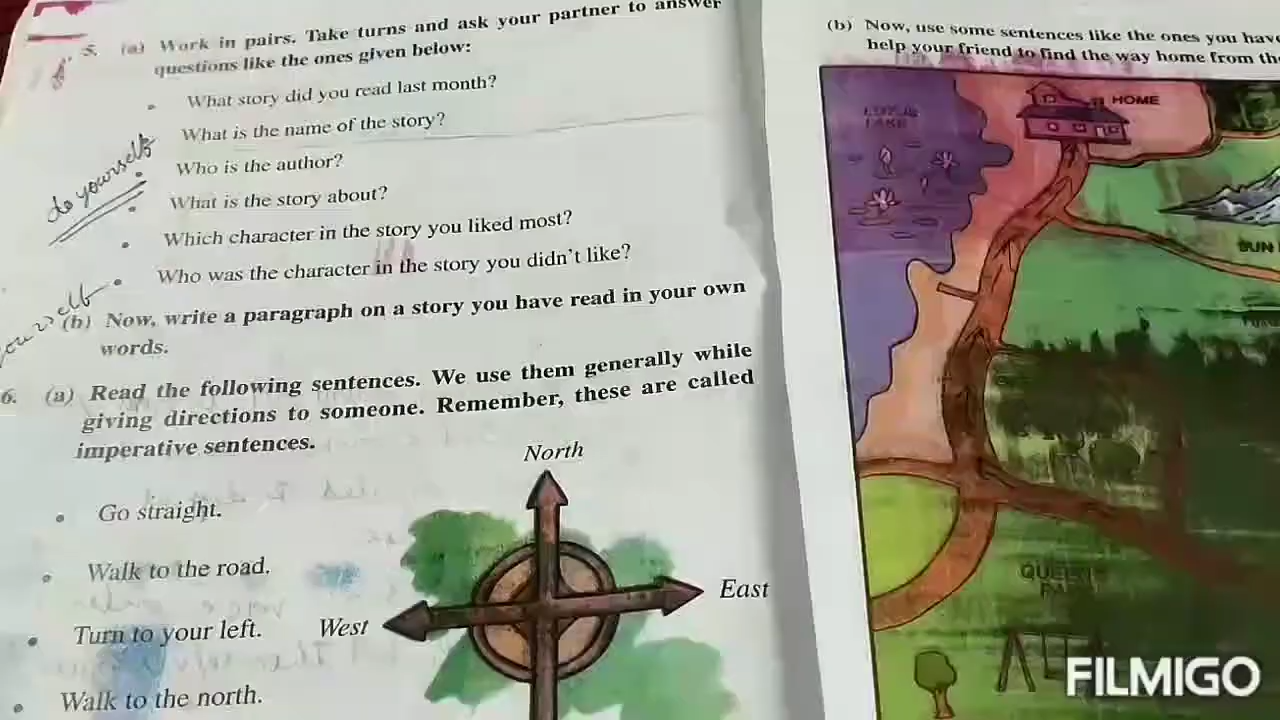 5. (a) Work in pairs. Take turns and ask your partner to answer
questions like the ones given below:
• What story did you read last month?
• What is the name of the story?
• Who is the author?
• What is the story about?
• Which character in the story you liked most?
• Who was the character in the story you didn't like?
do yourself
(b) Now, write a paragraph on a story you have read in your own
words.
6. (a) Read the following sentences. We use them generally while
giving directions to someone. Remember, these are called
imperative sentences.
• Go straight.
• Walk to the road.
• Turn to your left.
• Walk to the north.
North
East
West
(b) Now, use some sentences like the ones you have
help your friend to find the way home from
HOME
LOTUS
LAKE
QUEEN'S
PARK
FILMIGO